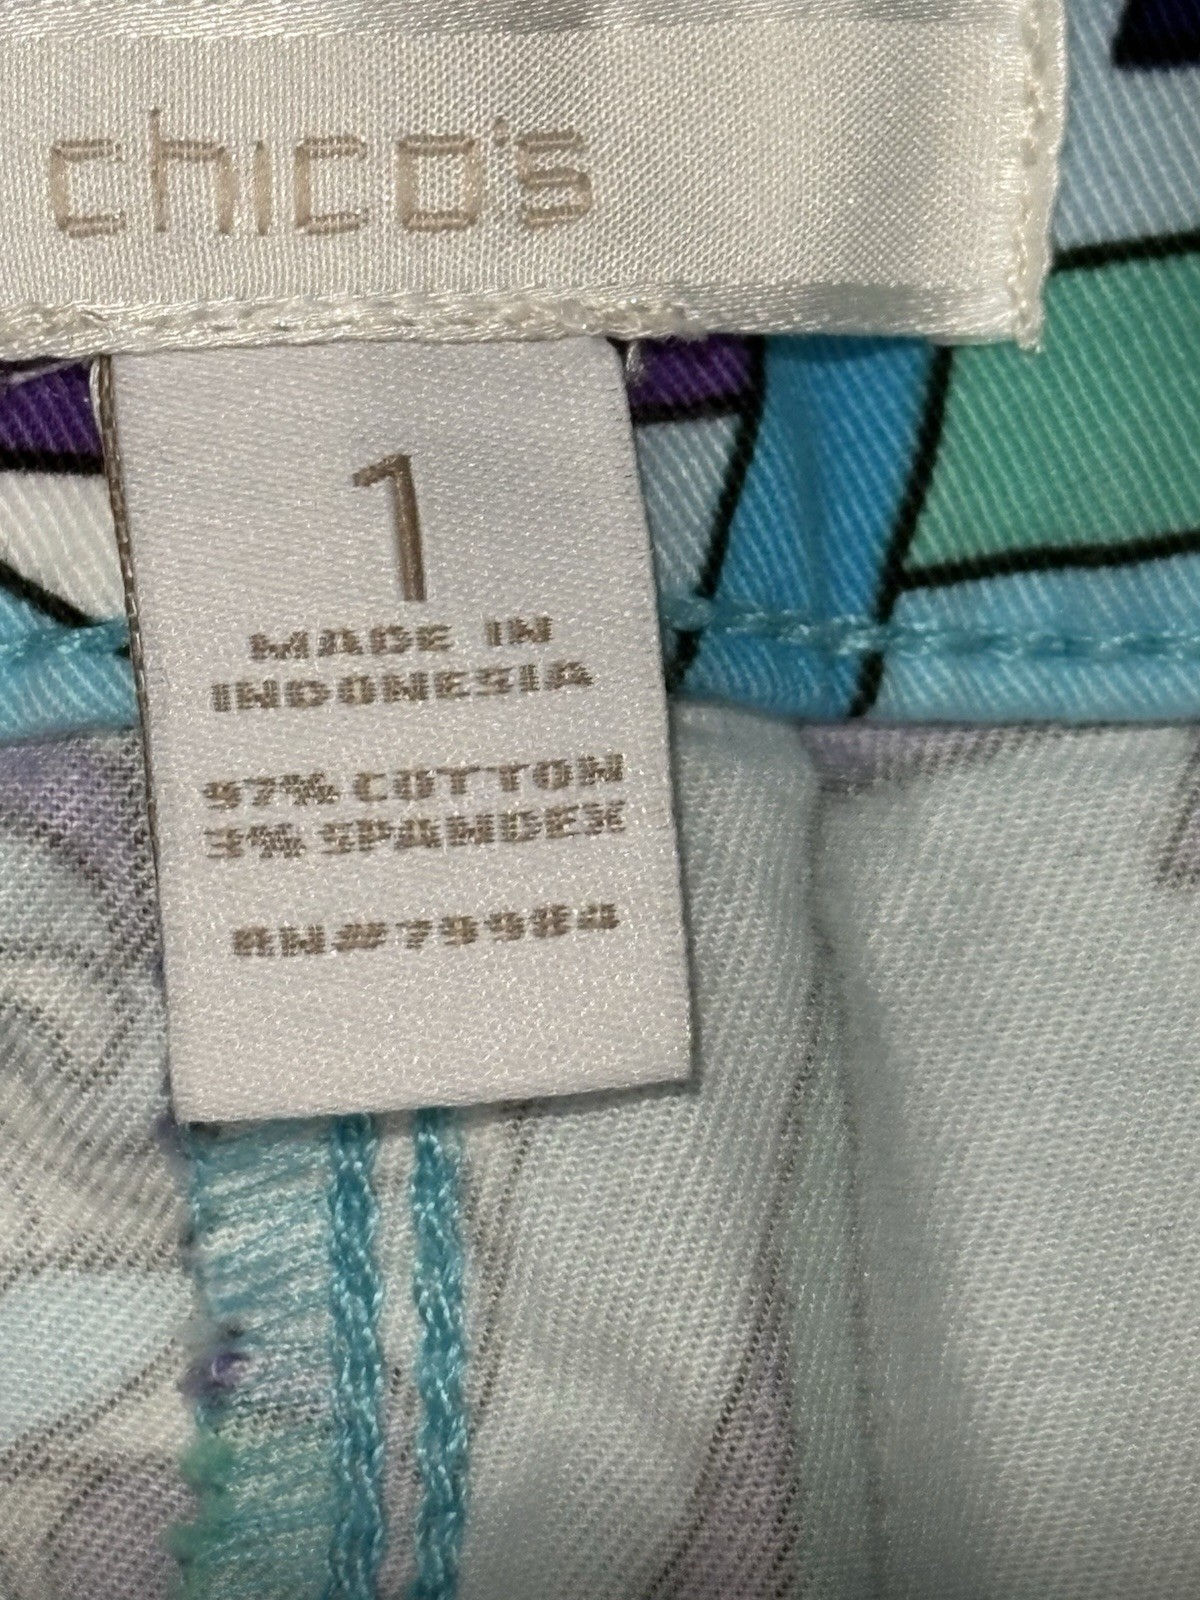 chico's
1
MADE IN
INDONESIA
97% COTTON
3% SPANDEX
RN#79984